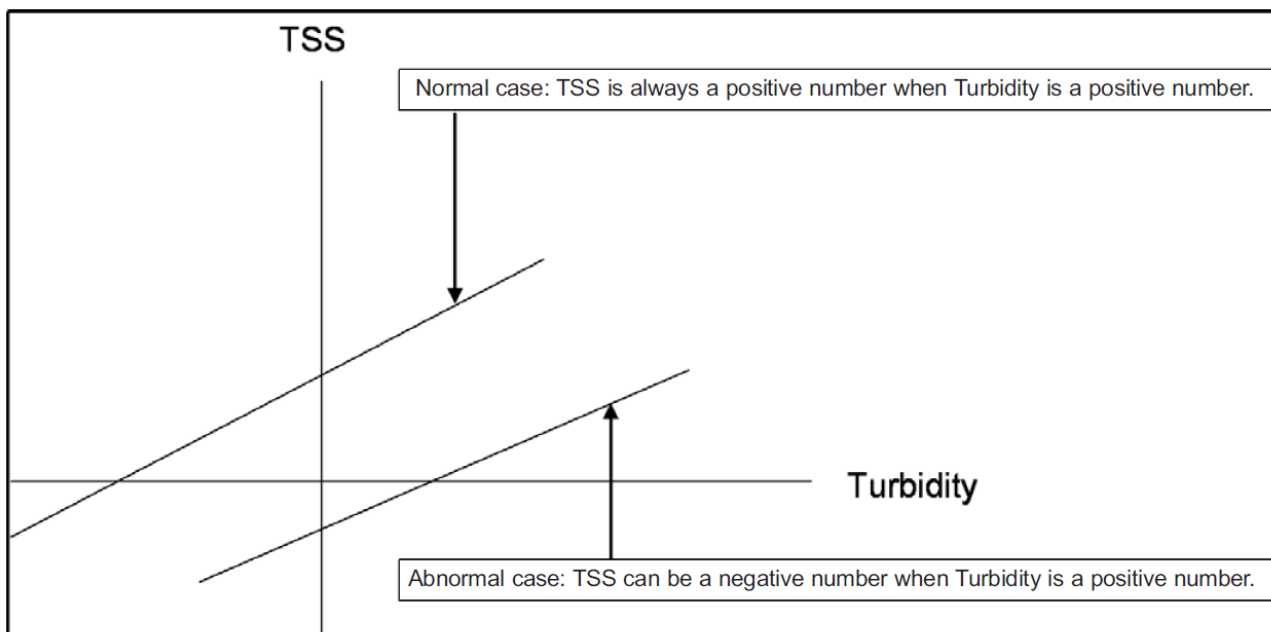 TSS
Normal case: TSS is always a positive number when Turbidity is a positive number.
Turbidity
Abnormal case: TSS can be a negative number when Turbidity is a positive number.